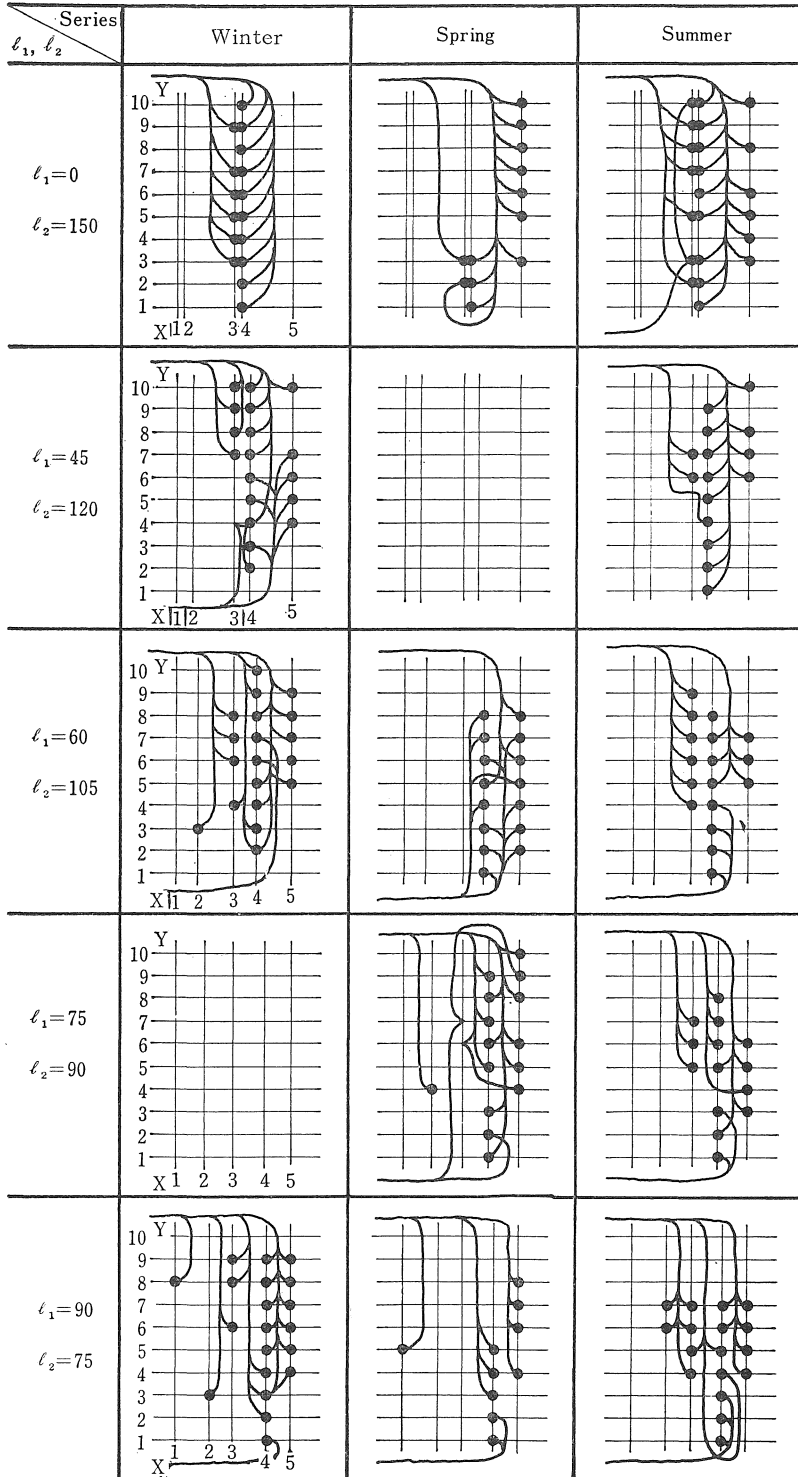 Series
ℓ₁, ℓ₂
Winter
Spring
Summer
ℓ₁=0
ℓ₂=150
Y
10
9
8
7
6
5
4
3
2
1
X 1 2 3 4 5
ℓ₁=45
ℓ₂=120
Y
10
9
8
7
6
5
4
3
2
1
X 1 2 3 4 5
ℓ₁=60
ℓ₂=105
Y
10
9
8
7
6
5
4
3
2
1
X 1 2 3 4 5
ℓ₁=75
ℓ₂=90
Y
10
9
8
7
6
5
4
3
2
1
X 1 2 3 4 5
ℓ₁=90
ℓ₂=75
Y
10
9
8
7
6
5
4
3
2
1
X 1 2 3 4 5